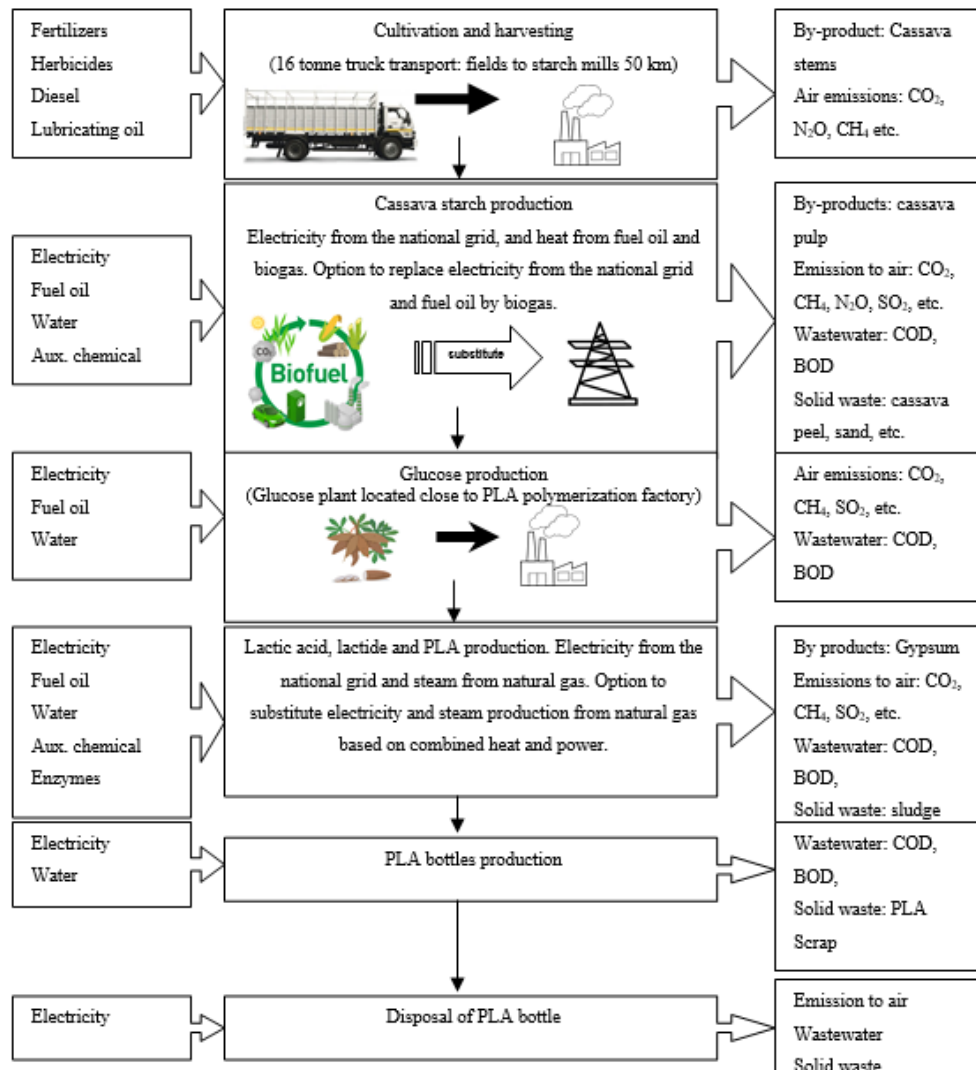 Fertilizers
Herbicides
Diesel
Lubricating oil
Cultivation and harvesting
(16 tonne truck transport: fields to starch mills 50 km)
By-product: Cassava
stems
Air emissions: CO₂,
N₂O, CH₄ etc.
Electricity
Fuel oil
Water
Aux. chemical
Cassava starch production
Electricity from the national grid, and heat from fuel oil and
biogas. Option to replace electricity from the national grid
and fuel oil by biogas.
CO₂
Biofuel
substitute
By-products: cassava
pulp
Emission to air: CO₂,
CH₄, N₂O, SO₂, etc.
Wastewater: COD,
BOD
Solid waste: cassava
peel, sand, etc.
Electricity
Fuel oil
Water
Glucose production
(Glucose plant located close to PLA polymerization factory)
Air emissions: CO₂,
CH₄, SO₂, etc.
Wastewater: COD,
BOD
Electricity
Fuel oil
Water
Aux. chemical
Enzymes
Lactic acid, lactide and PLA production. Electricity from the
national grid and steam from natural gas. Option to
substitute electricity and steam production from natural gas
based on combined heat and power.
By products: Gypsum
Emissions to air: CO₂,
CH₄, SO₂, etc.
Wastewater: COD,
BOD,
Solid waste: sludge
Electricity
Water
PLA bottles production
Wastewater: COD,
BOD,
Solid waste: PLA
Scrap
Electricity
Disposal of PLA bottle
Emission to air
Wastewater
Solid waste